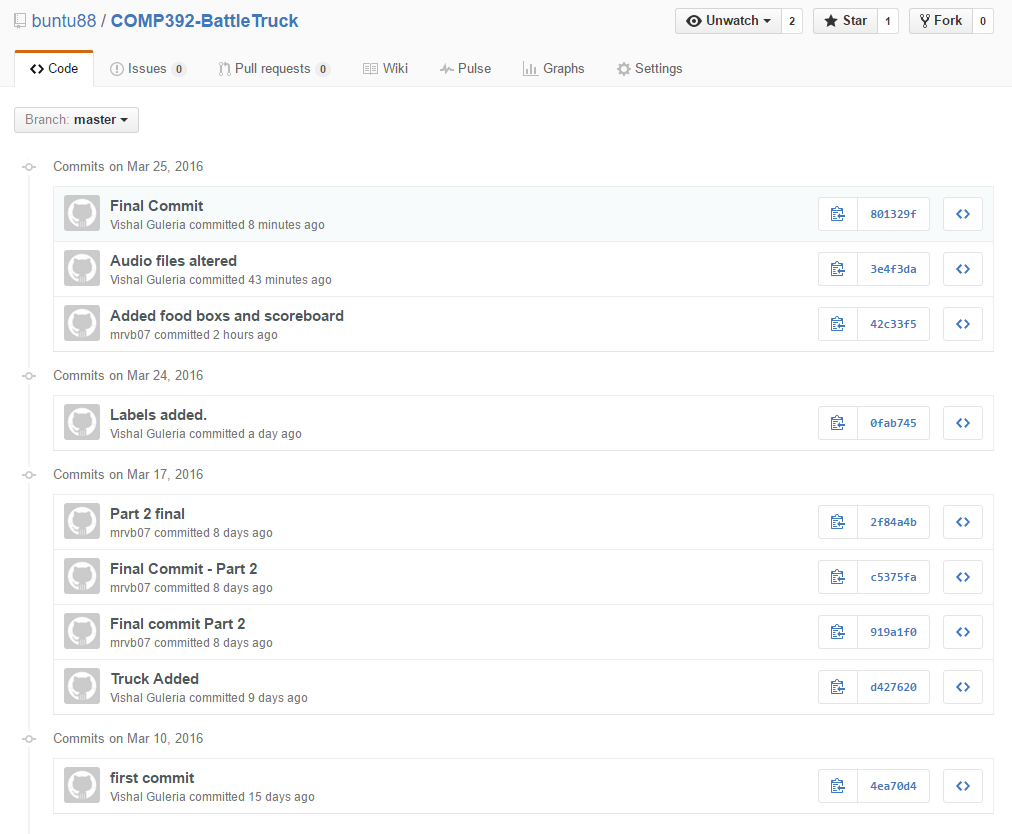 buntu88 / COMP392-BattleTruck Unwatch 2 Star 1 Fork 0
Code Issues 0 Pull requests 0 Wiki Pulse Graphs Settings
Branch: master
Commits on Mar 25, 2016
Final Commit
Vishal Guleria committed 8 minutes ago
801329f
Audio files altered
Vishal Guleria committed 43 minutes ago
3e4f3da
Added food boxs and scoreboard
mrvb07 committed 2 hours ago
42c33f5
Commits on Mar 24, 2016
Labels added.
Vishal Guleria committed a day ago
0fab745
Commits on Mar 17, 2016
Part 2 final
mrvb07 committed 8 days ago
2f84a4b
Final Commit - Part 2
mrvb07 committed 8 days ago
c5375fa
Final commit Part 2
mrvb07 committed 8 days ago
919a1f0
Truck Added
Vishal Guleria committed 9 days ago
d427620
Commits on Mar 10, 2016
first commit
Vishal Guleria committed 15 days ago
4ea70d4